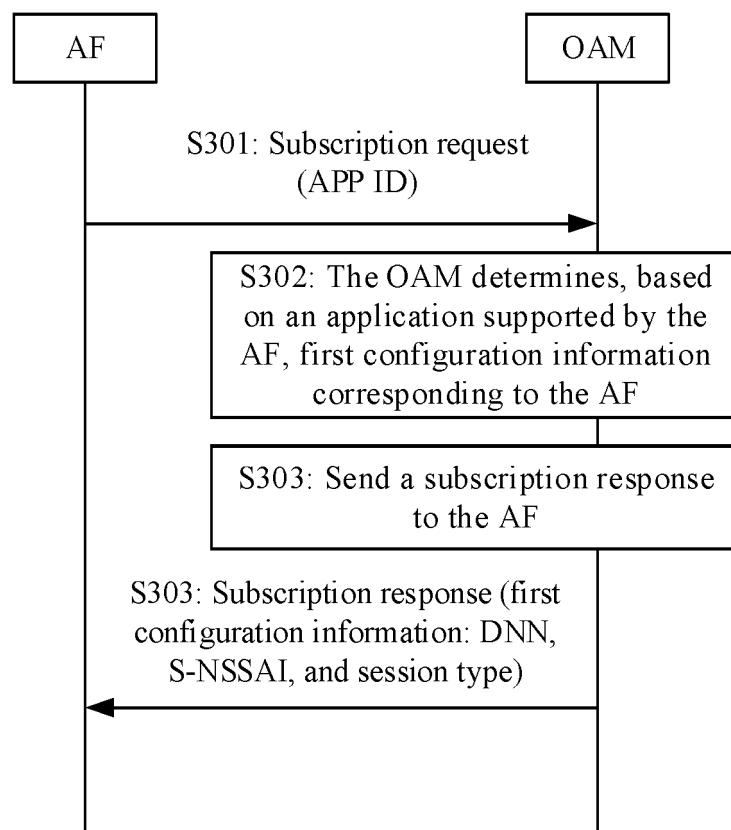 AF
OAM
S301: Subscription request
(APP ID)
S302: The OAM determines, based
on an application supported by the
AF, first configuration information
corresponding to the AF
S303: Send a subscription response
to the AF
S303: Subscription response (first
configuration information: DNN,
S-NSSAI, and session type)